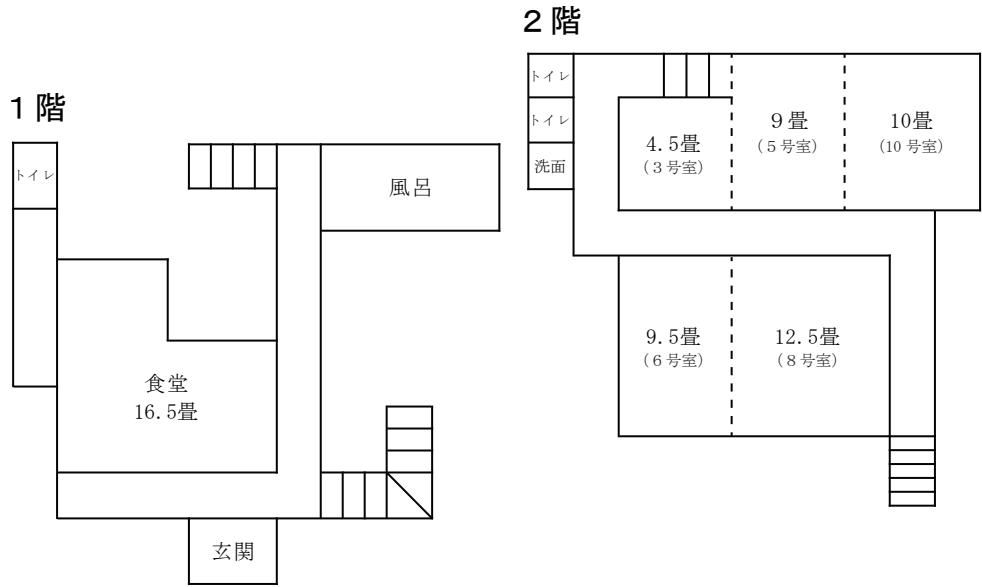 1階
トイレ
風呂
食堂
16.5畳
玄関
2階
トイレ
トイレ
洗面
4.5畳
(3号室)
9畳
(5号室)
10畳
(10号室)
9.5畳
(6号室)
12.5畳
(8号室)